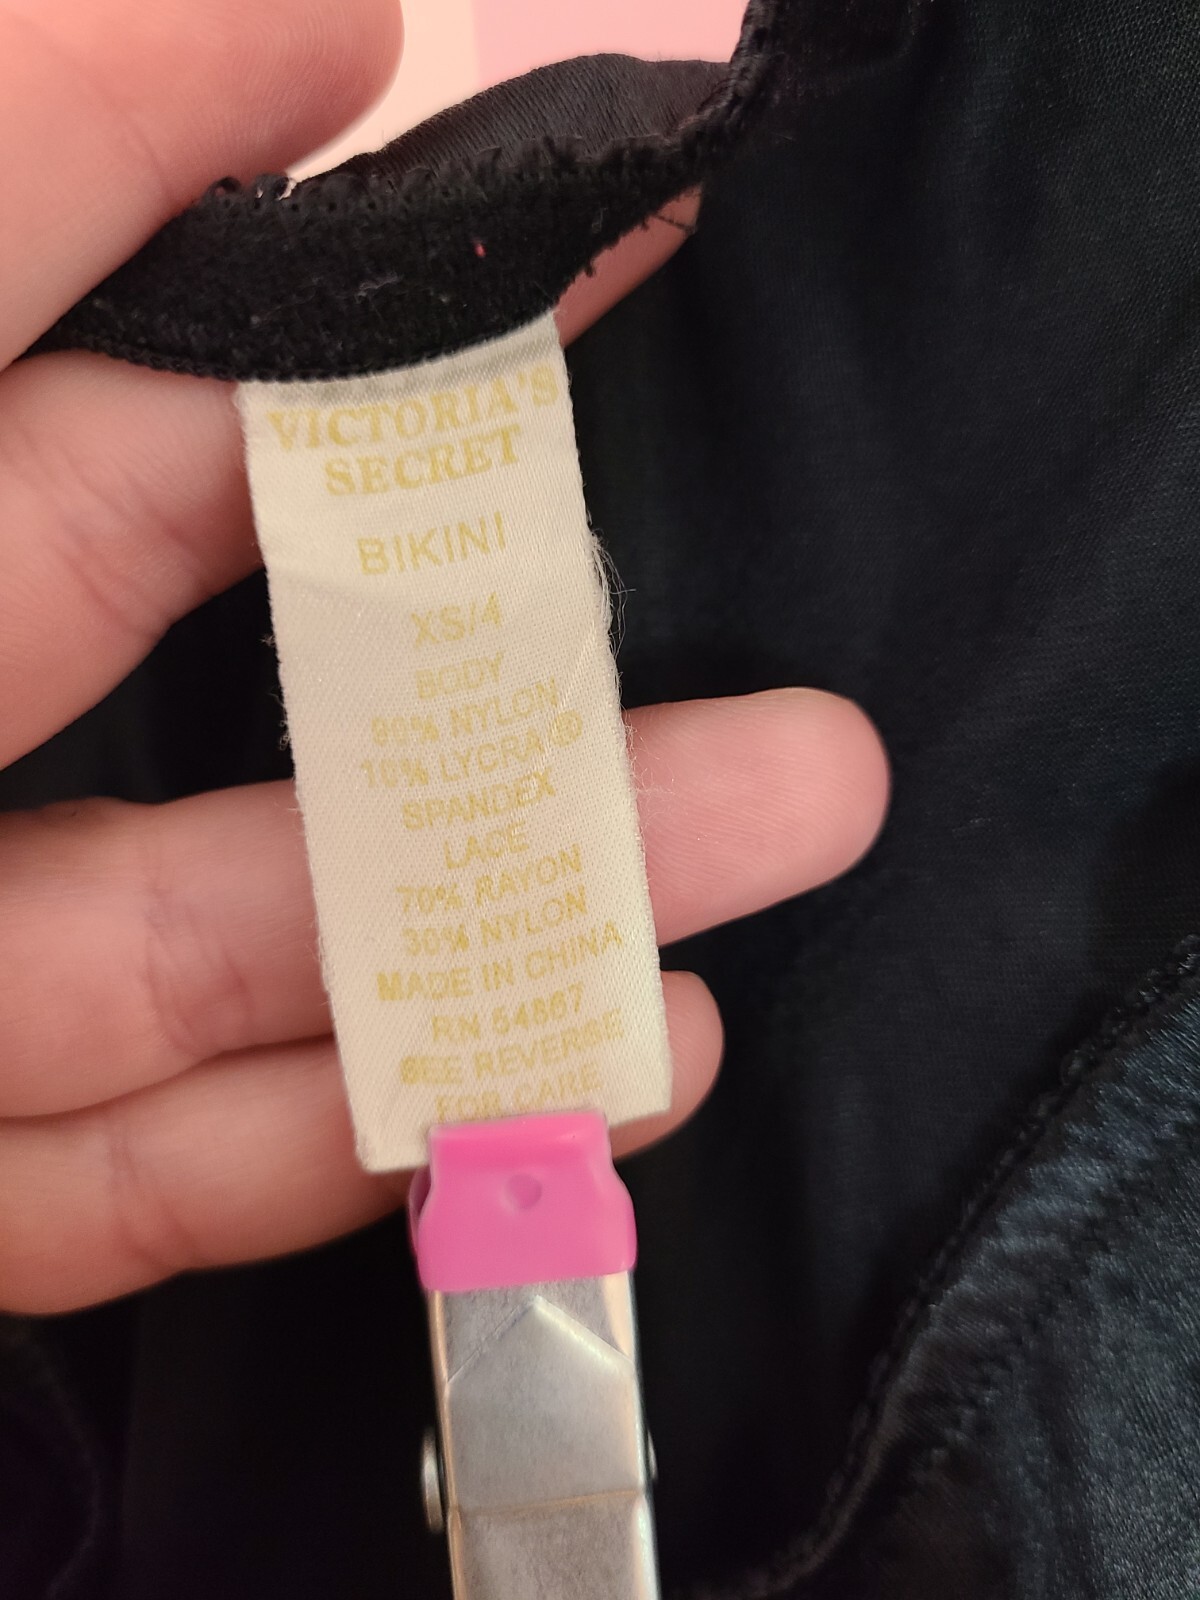 VICTORIA'S
SECRET
BIKINI
XS/4
BODY
90% NYLON
10% LYCRA®
SPANDEX
LACE
70% RAYON
30% NYLON
MADE IN CHINA
RN 54867
SEE REVERSE
FOR CARE